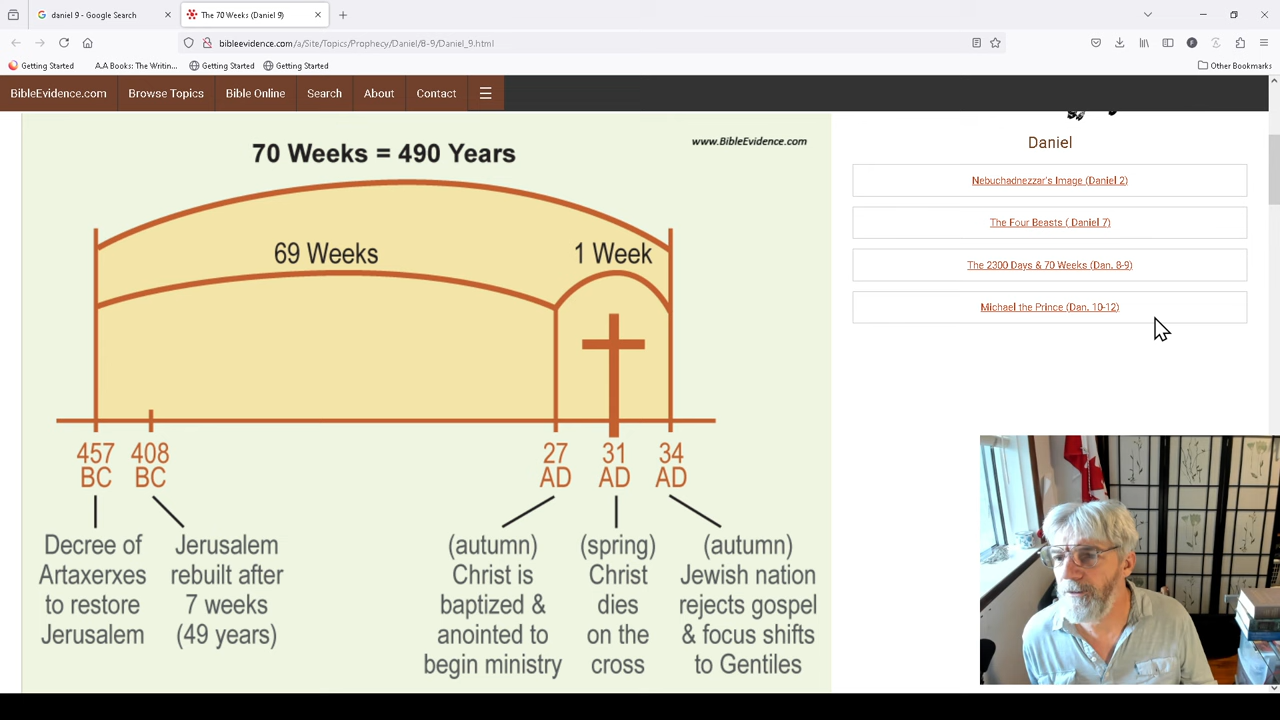 daniel 9 - Google Search
The 70 Weeks (Daniel 9)
bibleevidence.com/a/Site/Topics/Prophecy/Daniel/8-9/Daniel_9.html
Getting Started
A.A Books: The Writin...
Getting Started
Getting Started
Other Bookmarks
BibleEvidence.com
Browse Topics
Bible Online
Search
About
Contact
70 Weeks = 490 Years
www.BibleEvidence.com
69 Weeks
1 Week
457
BC
408
BC
27
AD
31
AD
34
AD
Decree of
Artaxerxes
to restore
Jerusalem
Jerusalem
rebuilt after
7 weeks
(49 years)
(autumn)
Christ is
baptized &
anointed to
begin ministry
(spring)
Christ
dies
on the
cross
(autumn)
Jewish nation
rejects gospel
& focus shifts
to Gentiles
Daniel
Nebuchadnezzar's Image (Daniel 2)
The Four Beasts ( Daniel 7)
The 2300 Days & 70 Weeks (Dan. 8-9)
Michael the Prince (Dan. 10-12)